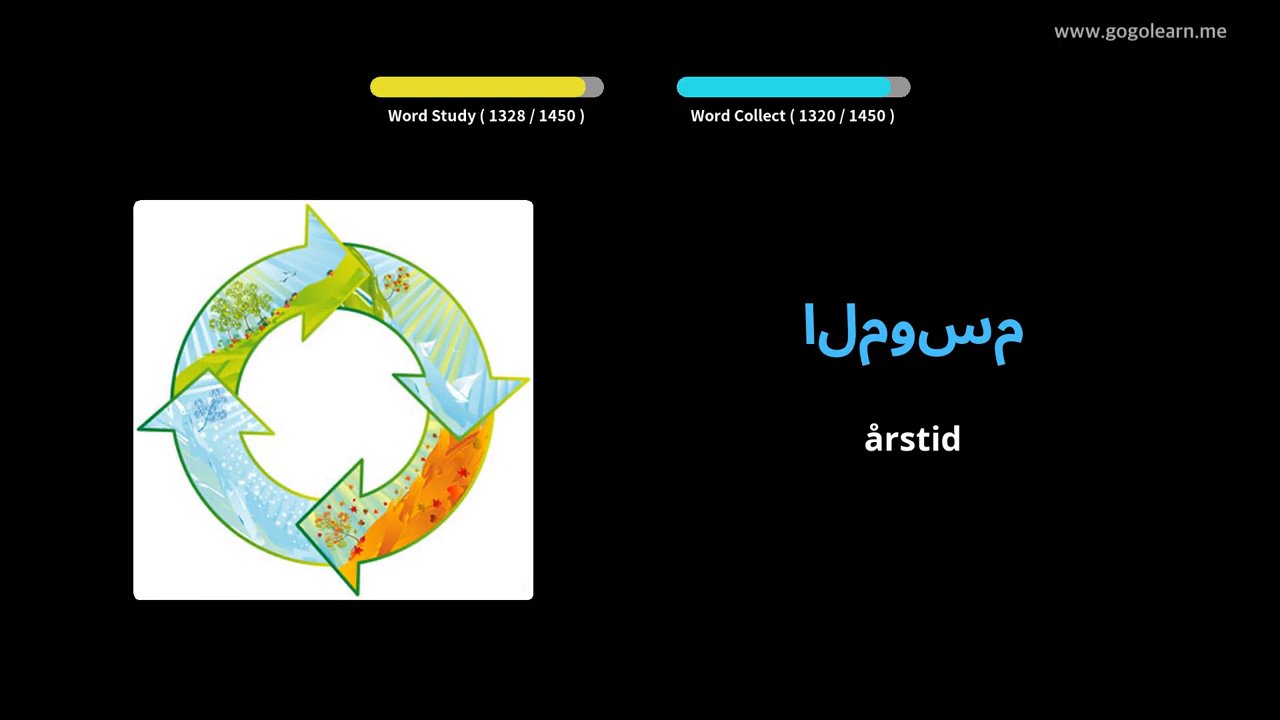 www.gogolearn.me
Word Study ( 1328 / 1450 )
Word Collect ( 1320 / 1450 )
الموسم
årstid